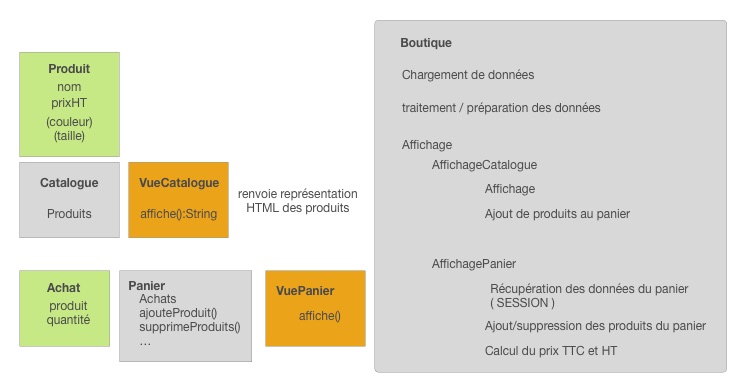 Produit
nom
prixHT
(couleur)
(taille)
Catalogue
Produits
VueCatalogue
affiche():String
renvoie représentation
HTML des produits
Achat
produit
quantité
Panier
Achats
ajouteProduit()
supprimeProduits()
...
VuePanier
affiche()
Boutique
Chargement de données
traitement / préparation des données
Affichage
AffichageCatalogue
Affichage
Ajout de produits au panier
AffichagePanier
Récupération des données du panier
( SESSION )
Ajout/suppression des produits du panier
Calcul du prix TTC et HT